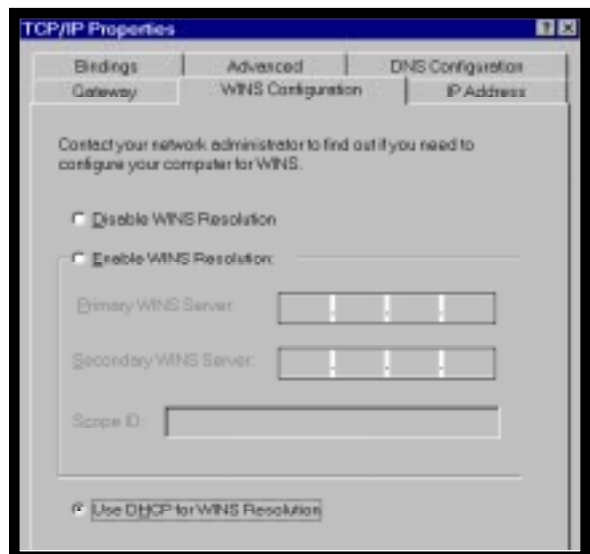 TCP/IP Properties
Bindings Advanced DNS Configuration
Gateway WINS Configuration IP Address
Contact your network administrator to find out if you need to
configure your computer for WINS.
Disable WINS Resolution
Enable WINS Resolution:
Primary WINS Server:
Secondary WINS Server:
Scope ID:
Use DHCP for WINS Resolution